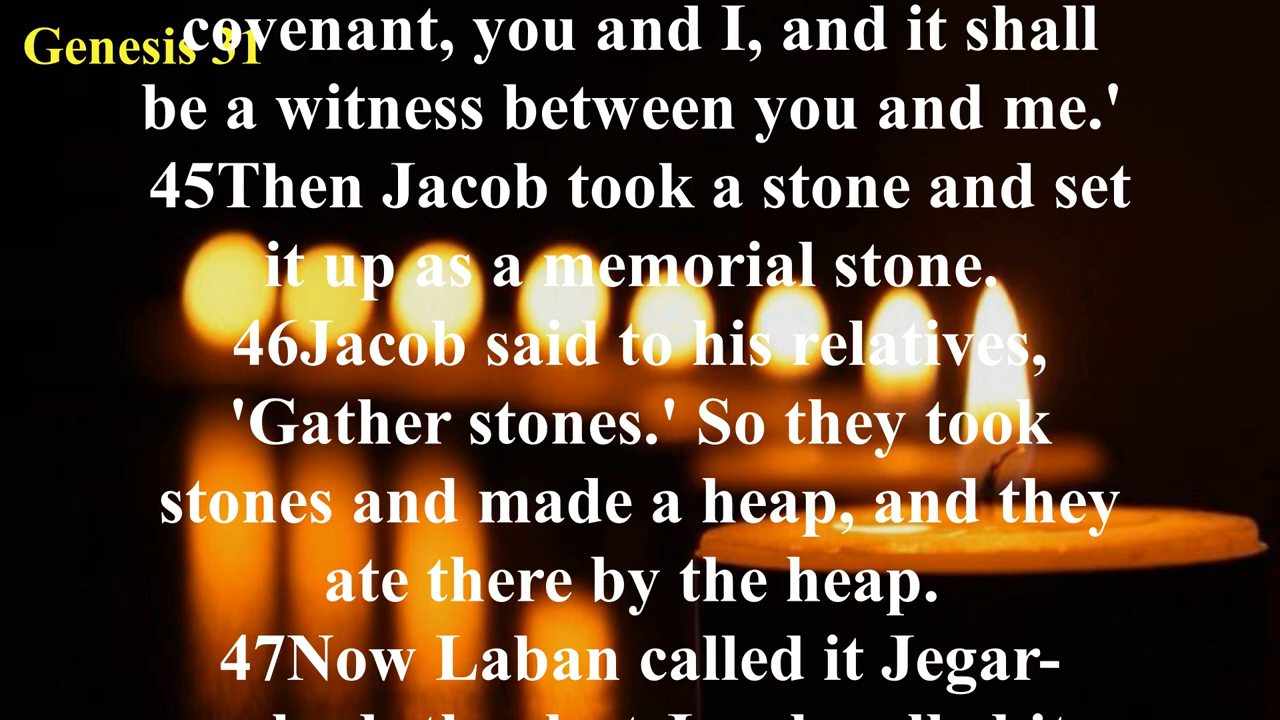 Genesis 31
covenant, you and I, and it shall
be a witness between you and me.'
45Then Jacob took a stone and set
it up as a memorial stone.
46Jacob said to his relatives,
'Gather stones.' So they took
stones and made a heap, and they
ate there by the heap.
47Now Laban called it Jegar-